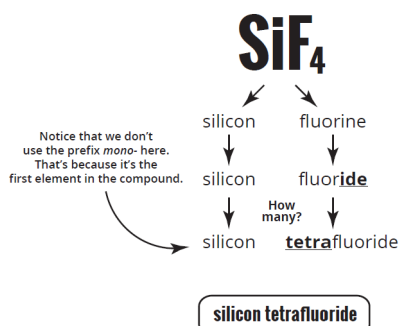 SiF4
silicon fluorine
Notice that we don't
use the prefix mono- here.
That's because it's the
first element in the compound.
silicon fluoride
How
many?
silicon tetrafluoride
silicon tetrafluoride